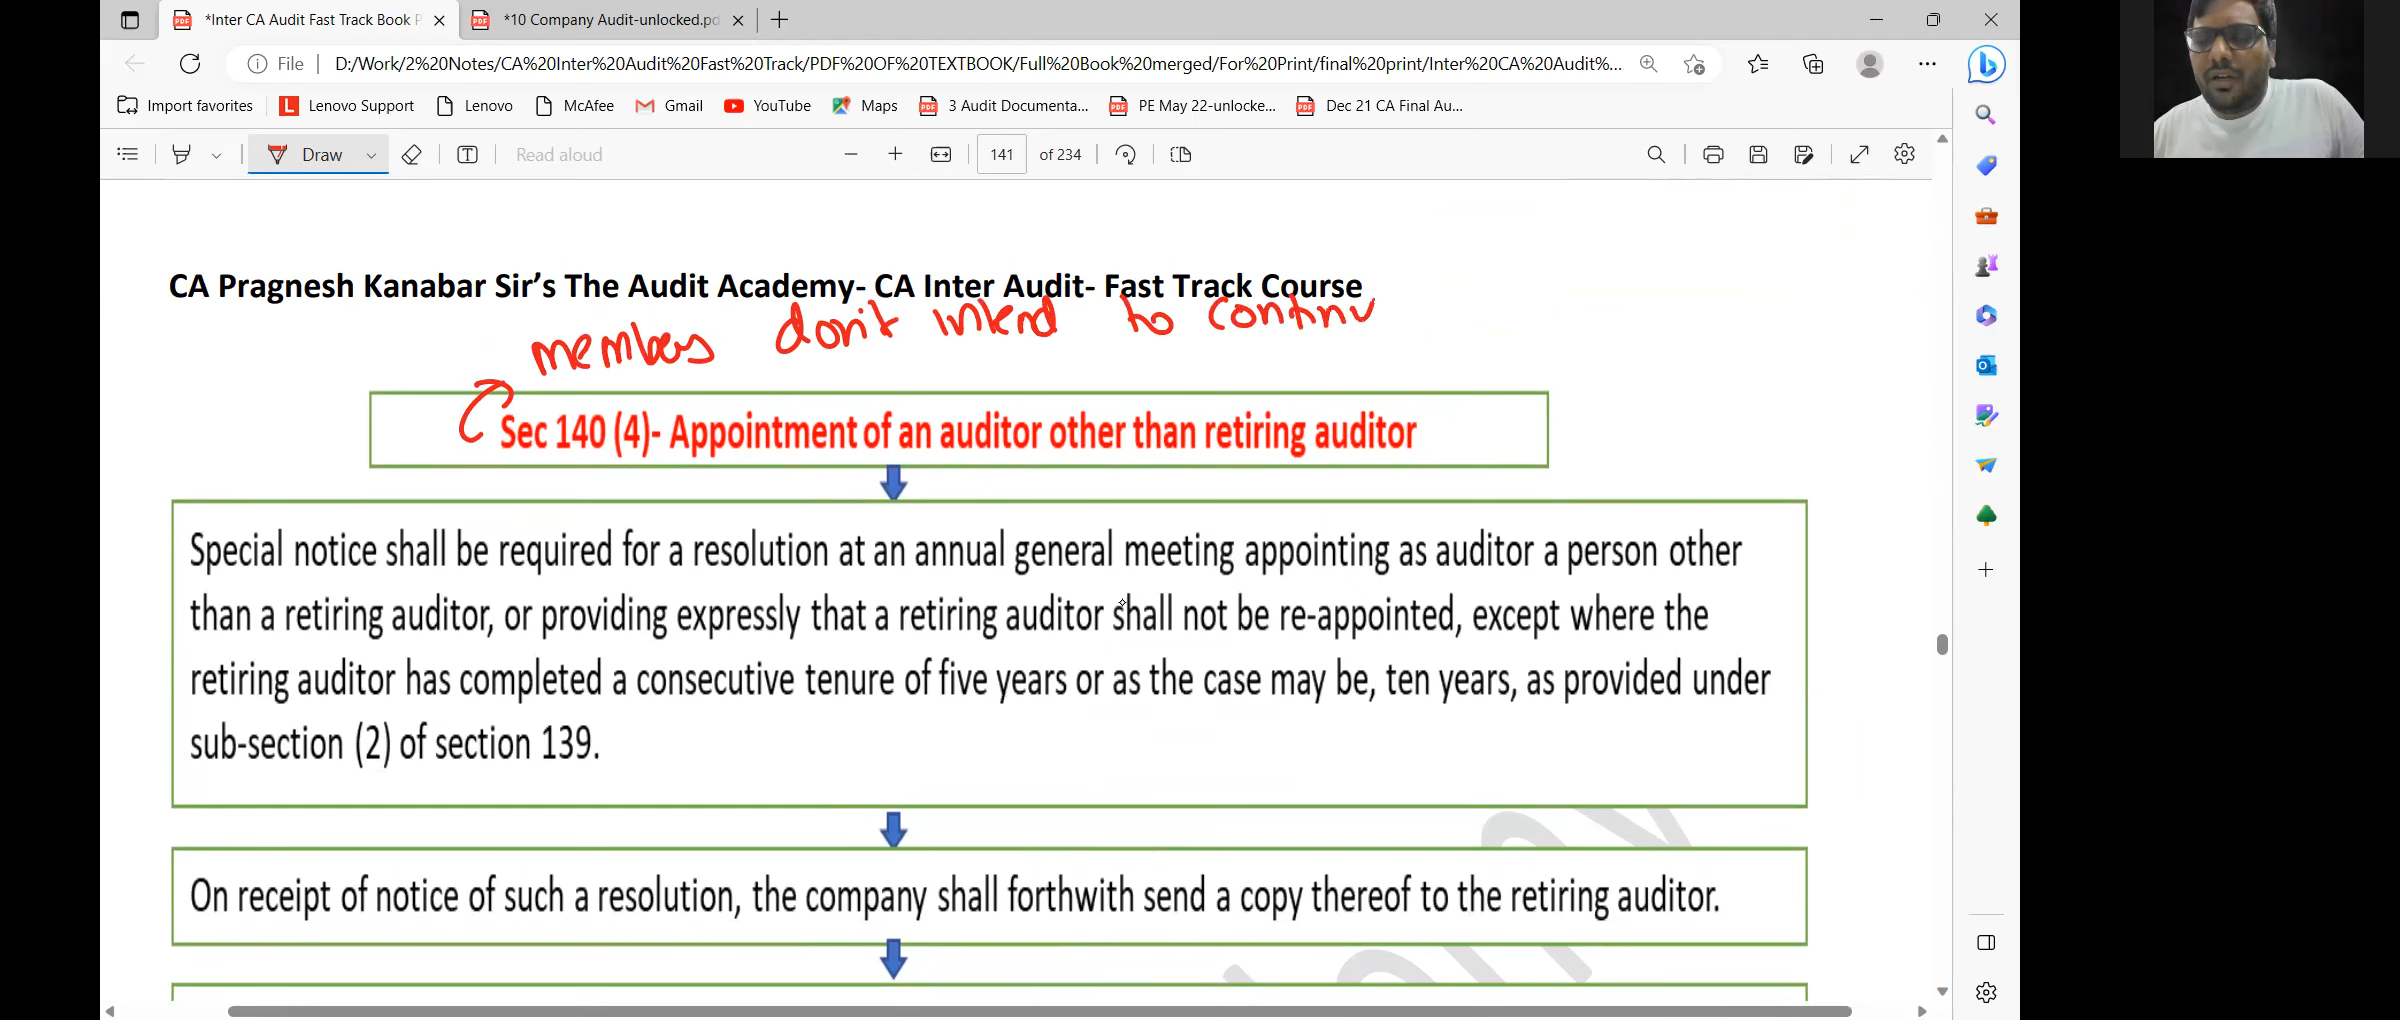 *Inter CA Audit Fast Track Book P
*10 Company Audit-unlocked.pd
File
D:/Work/2%20Notes/CA%20Inter%20Audit%20Fast%20Track/PDF%20OF%20TEXTBOOK/Full%20Book%20merged/For%20Print/final%20print/Inter%20CA%20Audit%...
Import favorites
Lenovo Support
Lenovo
McAfee
Gmail
YouTube
Maps
3 Audit Documenta...
PE May 22-unlocke...
Dec 21 CA Final Au...
Draw
Read aloud
141 of 234
CA Pragnesh Kanabar Sir's The Audit Academy- CA Inter Audit- Fast Track Course
members don't intend to continu
Sec 140 (4)- Appointment of an auditor other than retiring auditor
Special notice shall be required for a resolution at an annual general meeting appointing as auditor a person other
than a retiring auditor, or providing expressly that a retiring auditor shall not be re-appointed, except where the
retiring auditor has completed a consecutive tenure of five years or as the case may be, ten years, as provided under
sub-section (2) of section 139.
On receipt of notice of such a resolution, the company shall forthwith send a copy thereof to the retiring auditor.